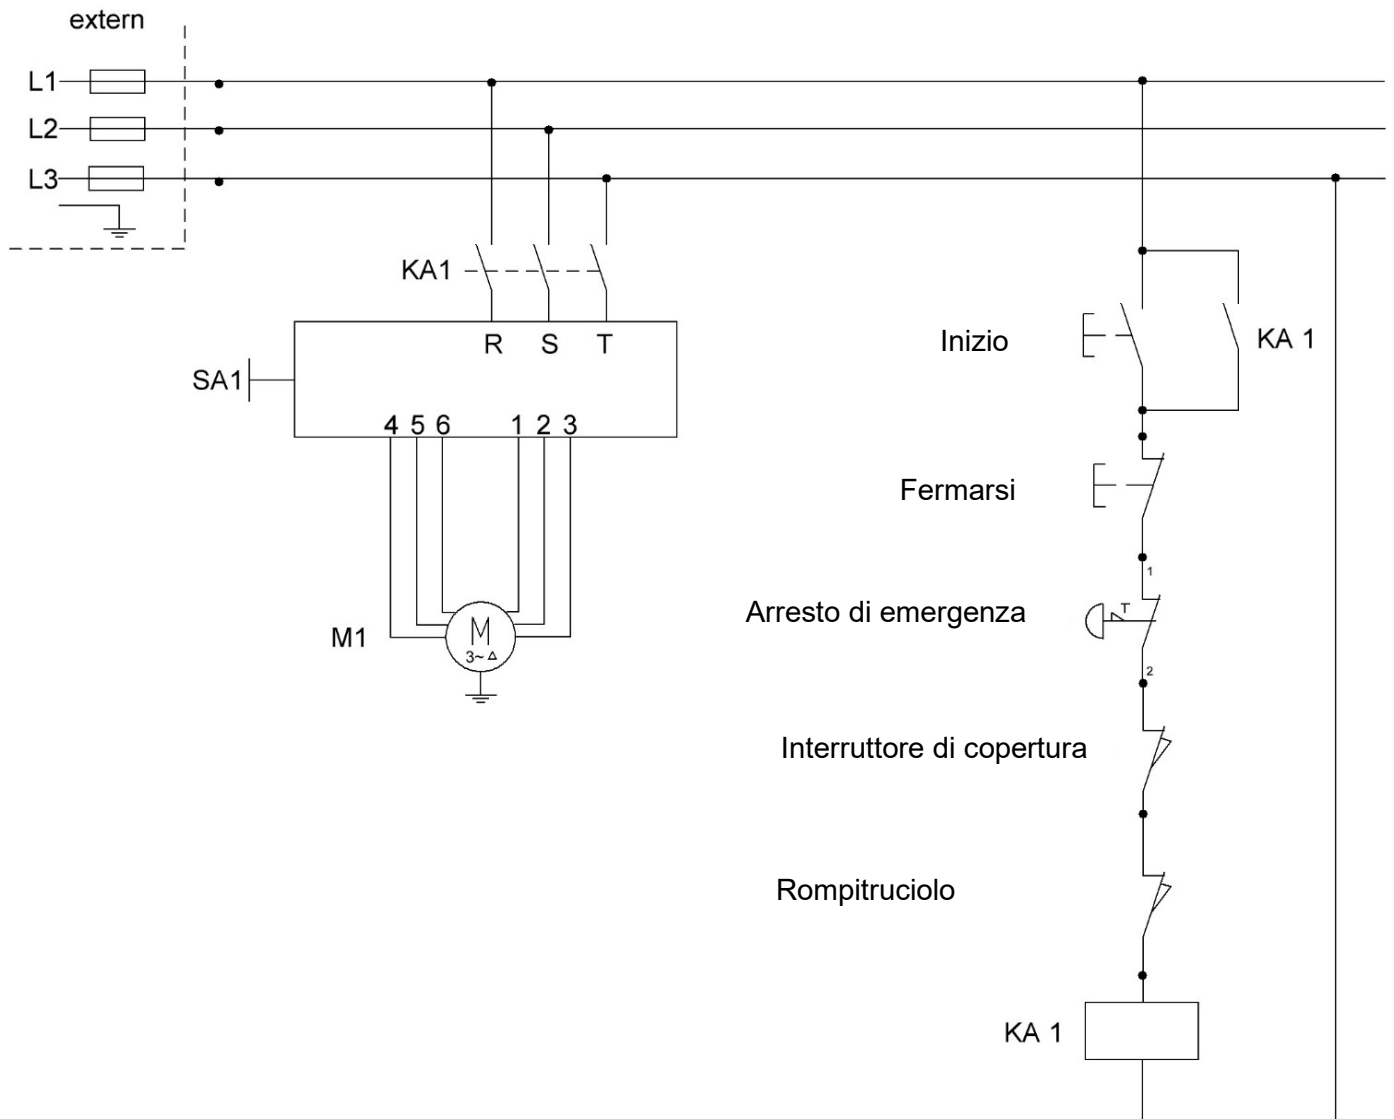 extern
L1
L2
L3
KA1
R S T
SA1
4 5 6 1 2 3
M1
M
3~ Δ
Inizio
KA 1
Fermarsi
1
Arresto di emergenza
T
2
Interruttore di copertura
Rompitruciolo
KA 1